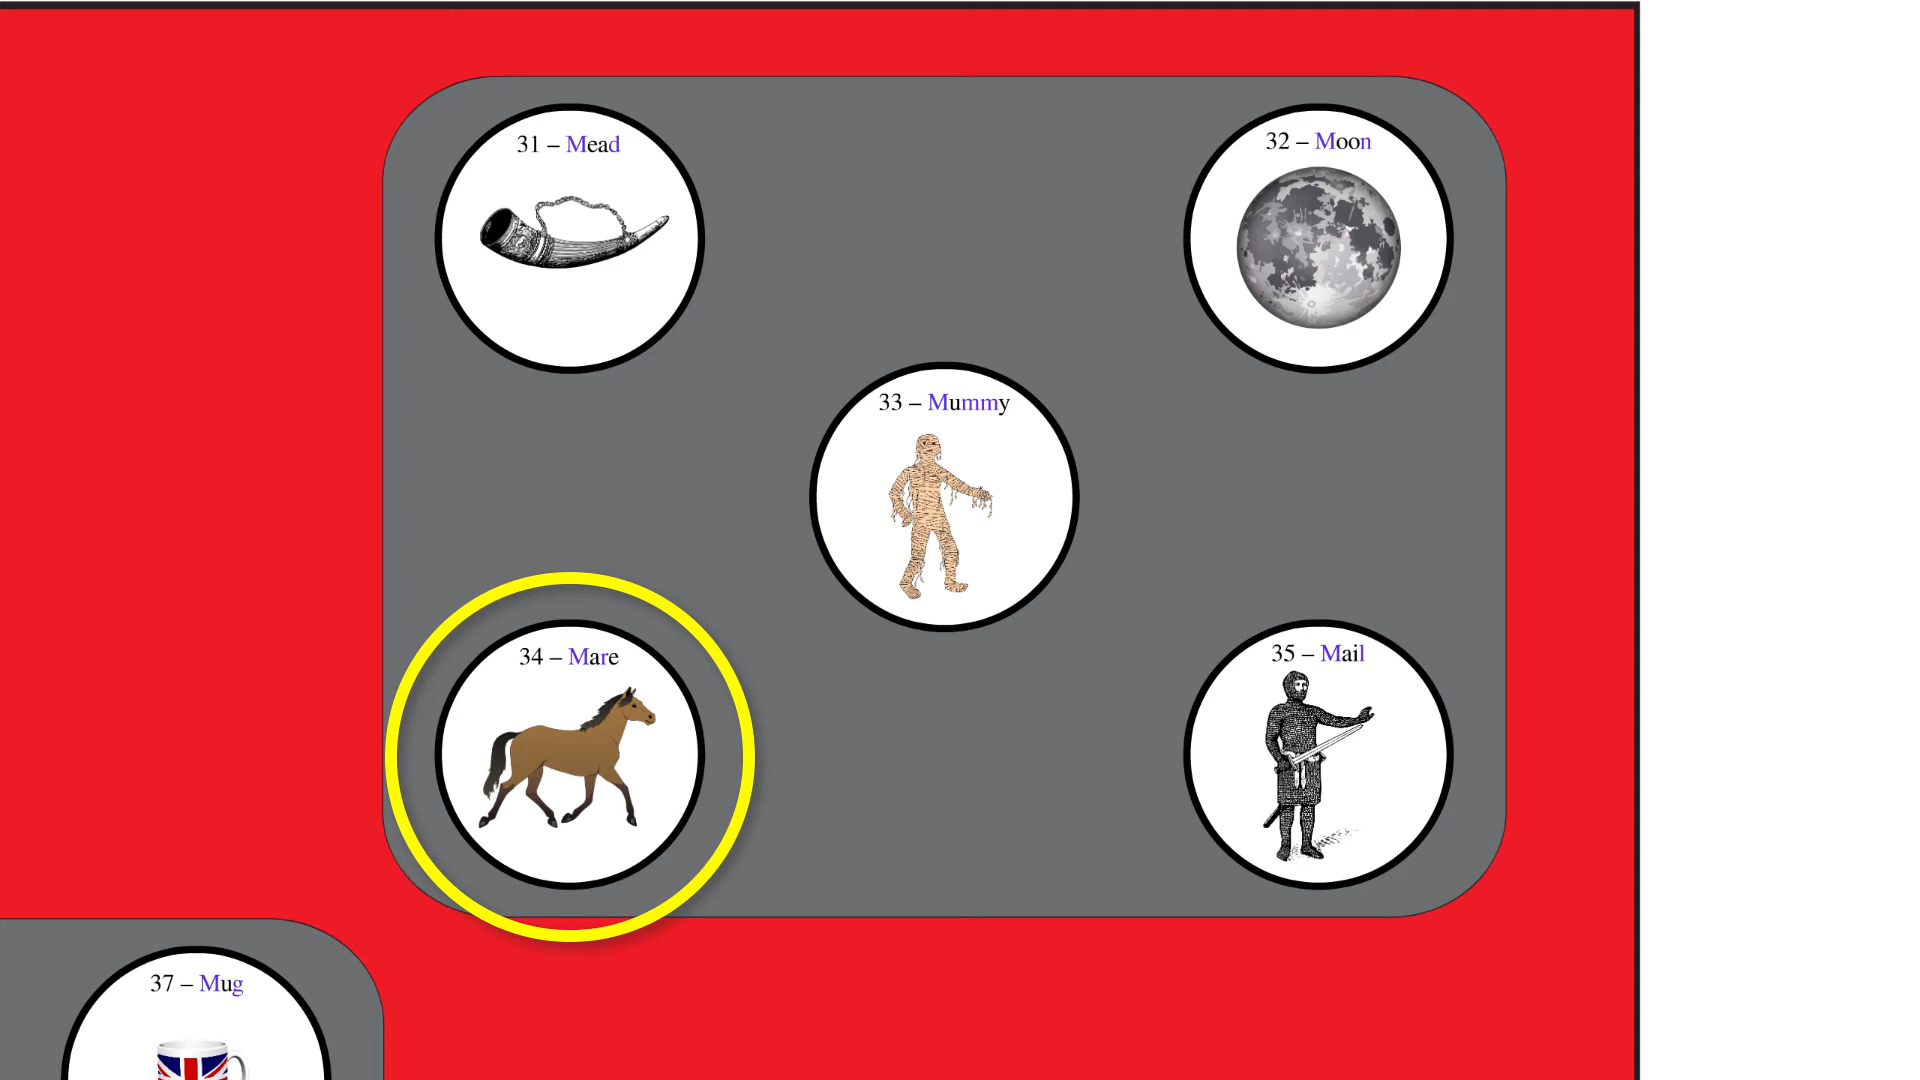 31 – Mead
32 – Moon
33 – Mummy
34 – Mare
35 – Mail
37 – Mug